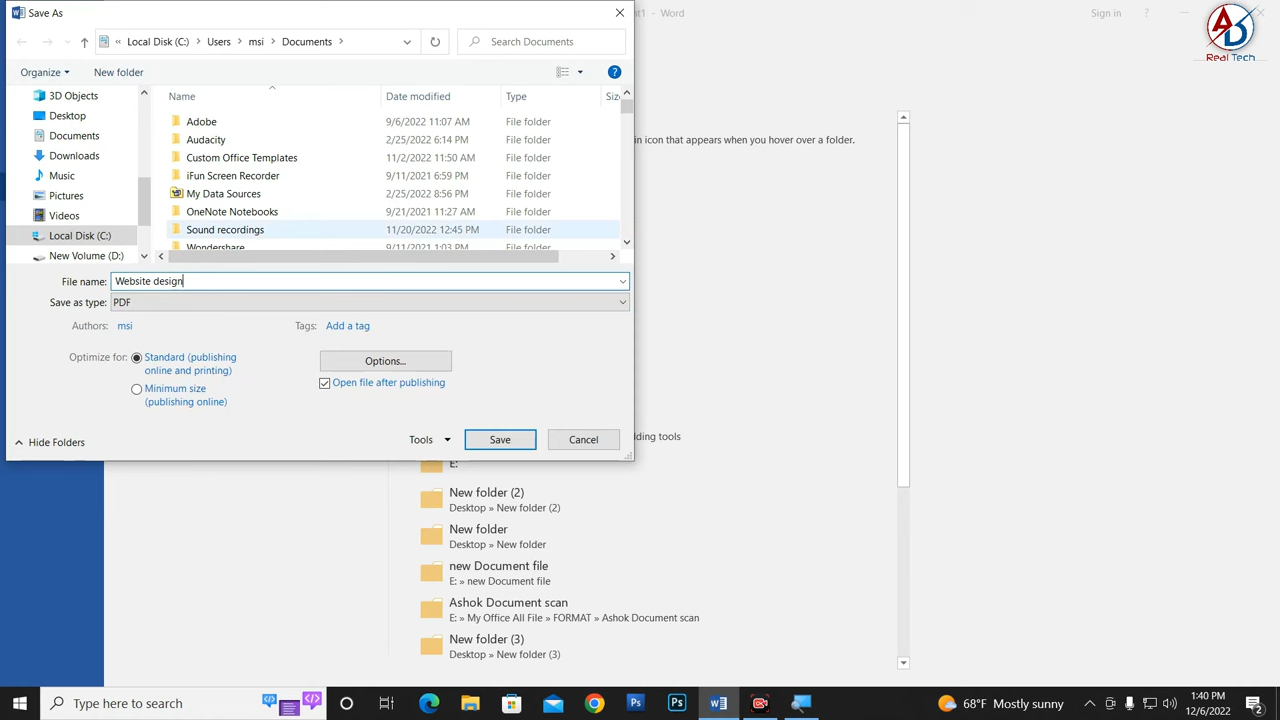 Save As
nt1 - Word
Sign in
?
Real Tech
« Local Disk (C:) > Users > msi > Documents >
Search Documents
Organize
New folder
?
Name
Date modified
Type
Size
3D Objects
Desktop
Documents
Downloads
Music
Pictures
Videos
Local Disk (C:)
New Volume (D:)
Adobe 9/6/2022 11:07 AM File folder
Audacity 2/25/2022 6:14 PM File folder
Custom Office Templates 11/2/2022 11:50 AM File folder
iFun Screen Recorder 9/11/2021 6:59 PM File folder
My Data Sources 2/25/2022 8:56 PM File folder
OneNote Notebooks 9/21/2021 11:27 AM File folder
Sound recordings 11/20/2022 12:45 PM File folder
Wondershare 9/11/2021 1:03 PM File folder
in icon that appears when you hover over a folder.
File name: Website design
Save as type: PDF
Authors: msi
Tags: Add a tag
Optimize for:
Standard (publishing
online and printing)
Minimum size
(publishing online)
Options...
Open file after publishing
Hide Folders
Tools
Save
Cancel
dding tools
E:
New folder (2)
Desktop » New folder (2)
New folder
Desktop » New folder
new Document file
E: » new Document file
Ashok Document scan
E: » My Office All File » FORMAT » Ashok Document scan
New folder (3)
Desktop » New folder (3)
Type here to search
Ps
Ps
68°F Mostly sunny
1:40 PM
12/6/2022